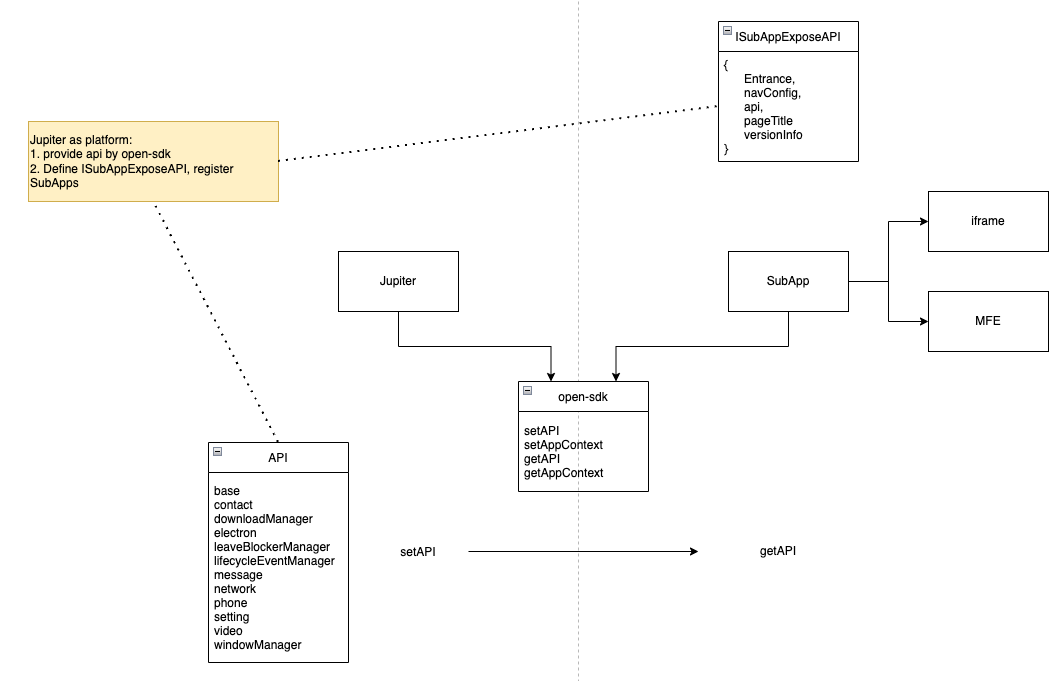 ISubAppExposeAPI
{
Entrance,
navConfig,
api,
pageTitle
versionInfo
}
Jupiter as platform:
1. provide api by open-sdk
2. Define ISubAppExposeAPI, register
SubApps
iframe
Jupiter
SubApp
MFE
open-sdk
setAPI
setAppContext
getAPI
getAppContext
API
base
contact
downloadManager
electron
leaveBlockerManager
lifecycleEventManager
message
network
phone
setting
video
windowManager
setAPI
getAPI